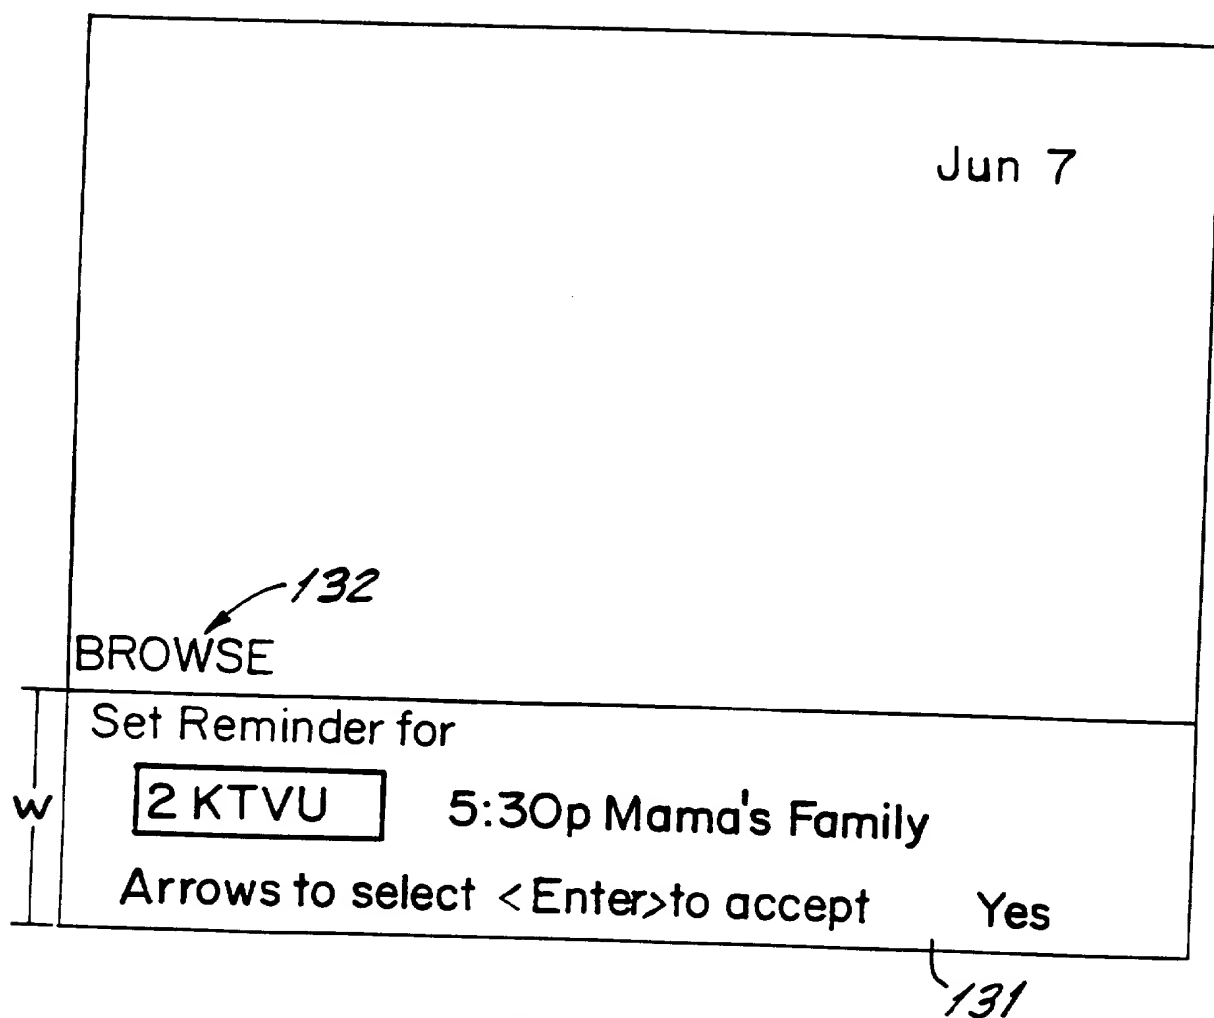 Jun 7
132
BROWSE
Set Reminder for
W
2 KTVU 5:30p Mama's Family
Arrows to select <Enter> to accept Yes
131